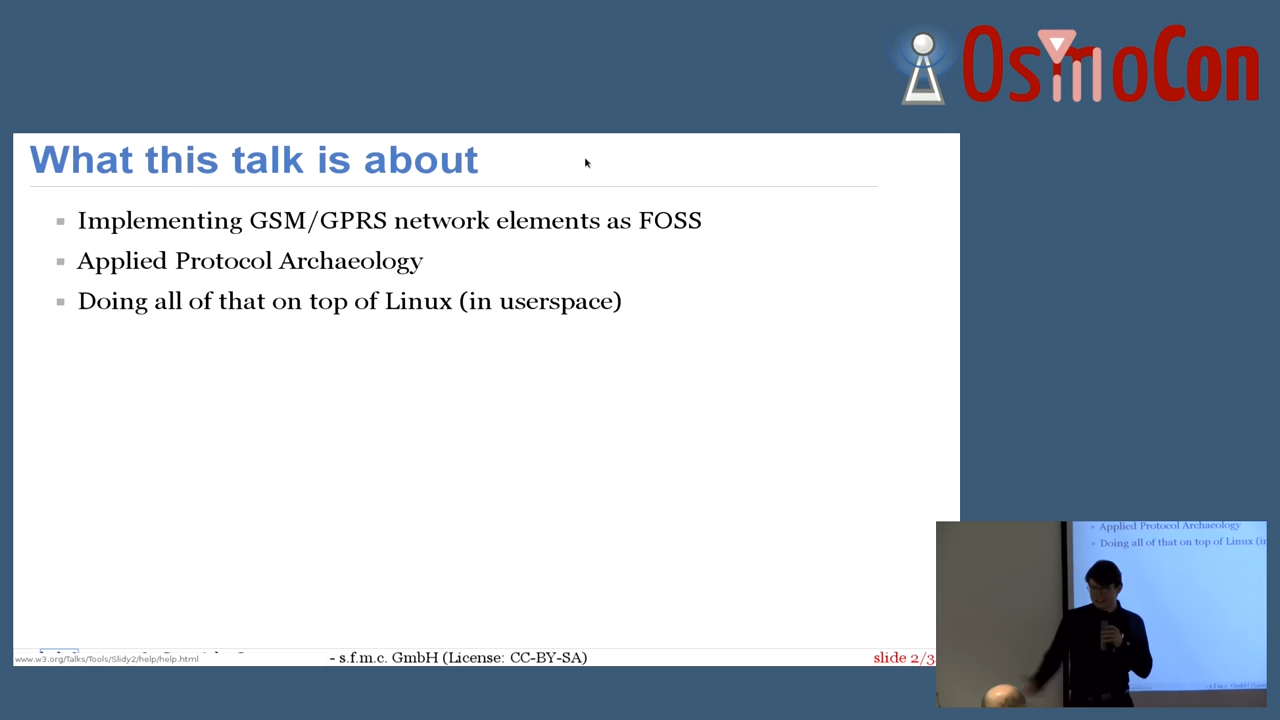 OsmoCon
What this talk is about
Implementing GSM/GPRS network elements as FOSS
Applied Protocol Archaeology
Doing all of that on top of Linux (in userspace)
www.w3.org/Talks/Tools/Slidy2/help/help.html
- s.f.m.c. GmbH (License: CC-BY-SA)
slide 2/3
Applied Protocol Archaeology
Doing all of that on top of Linux (in